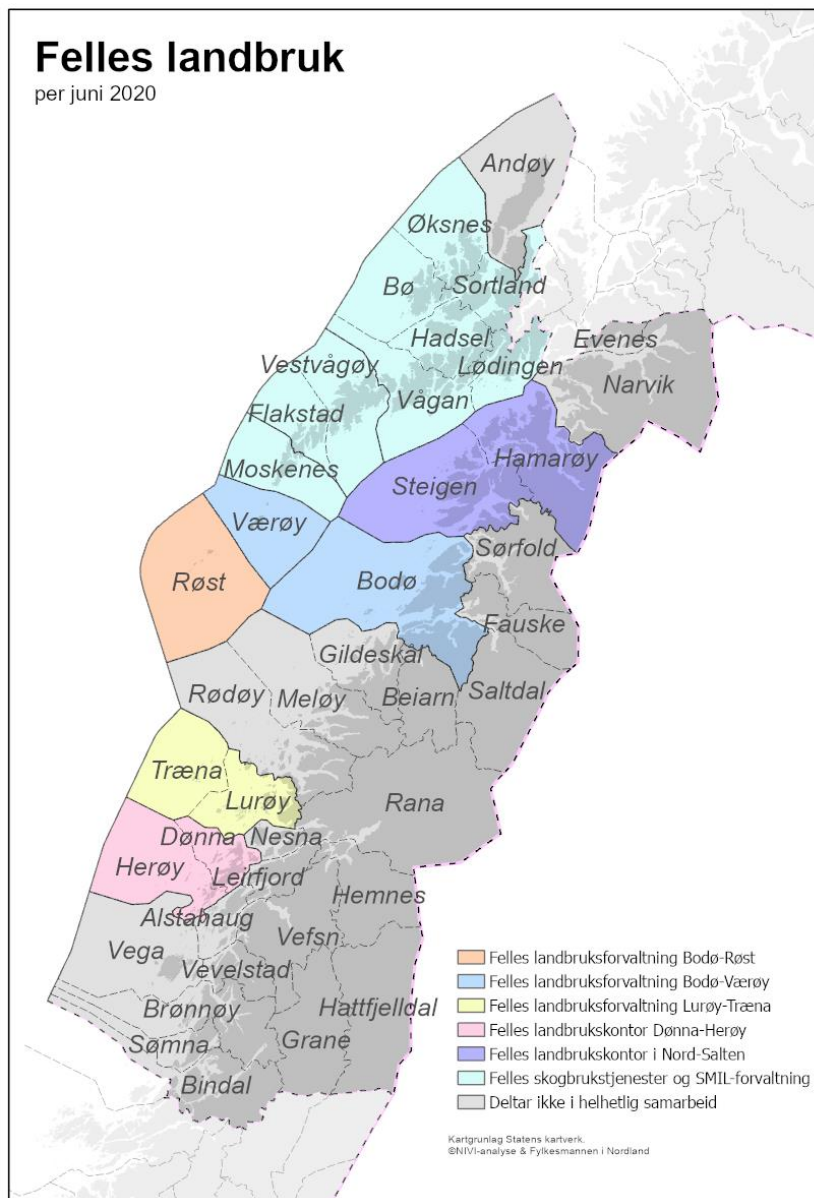 Felles landbruk
per juni 2020
Andøy
Øksnes
Bø
Sortland
Hadsel
Evenes
Vestvågøy
Lødingen
Narvik
Flakstad
Vågan
Moskenes
Hamarøy
Steigen
Værøy
Sørfold
Røst
Bodø
Fauske
Gildeskål
Rødøy
Meløy
Beiarn
Saltdal
Træna
Lurøy
Rana
Dønna
Nesna
Herøy
Leirfjord
Hemnes
Alstahaug
Vefsn
Vega
Vevelstad
Brønnøy
Hattfjelldal
Sømna
Grane
Bindal
Felles landbruksforvaltning Bodø-Røst
Felles landbruksforvaltning Bodø-Værøy
Felles landbruksforvaltning Lurøy-Træna
Felles landbrukskontor Dønna-Herøy
Felles landbrukskontor i Nord-Salten
Felles skogbrukstjenester og SMIL-forvaltning
Deltar ikke i helhetlig samarbeid
Kartgrunlag Statens kartverk.
©NIVI-analyse & Fylkesmannen i Nordland